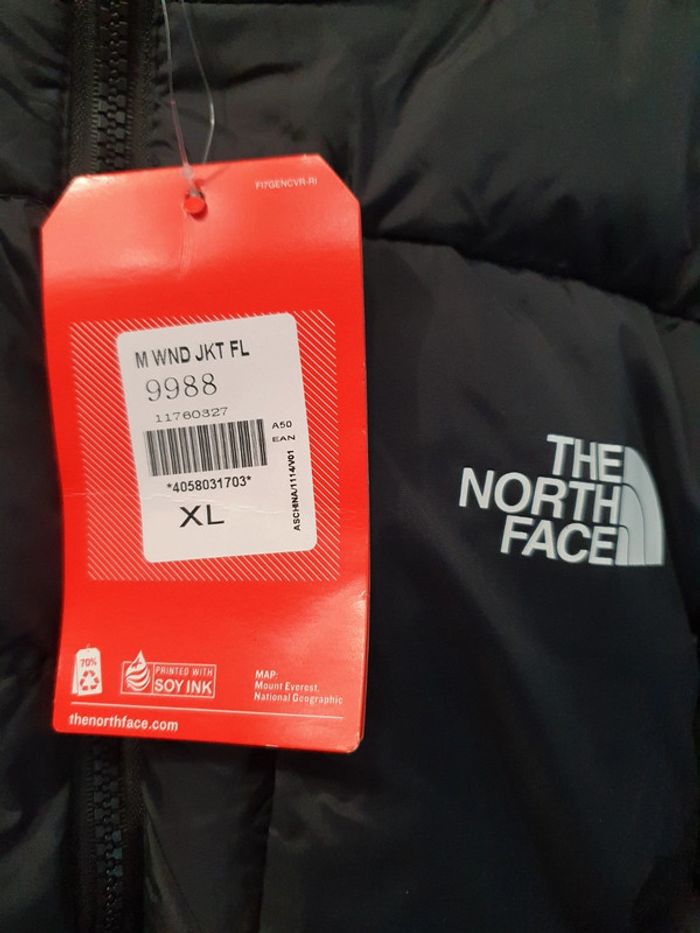 FI7GENCVR-RI
M WND JKT FL
9988
11760327
A50
EAN
*4058031703*
XL
ASCHINA/1114/V01
THE
NORTH
FACE
70%
PRINTED WITH
SOY INK
MAP:
Mount Everest,
National Geographic
thenorthface.com